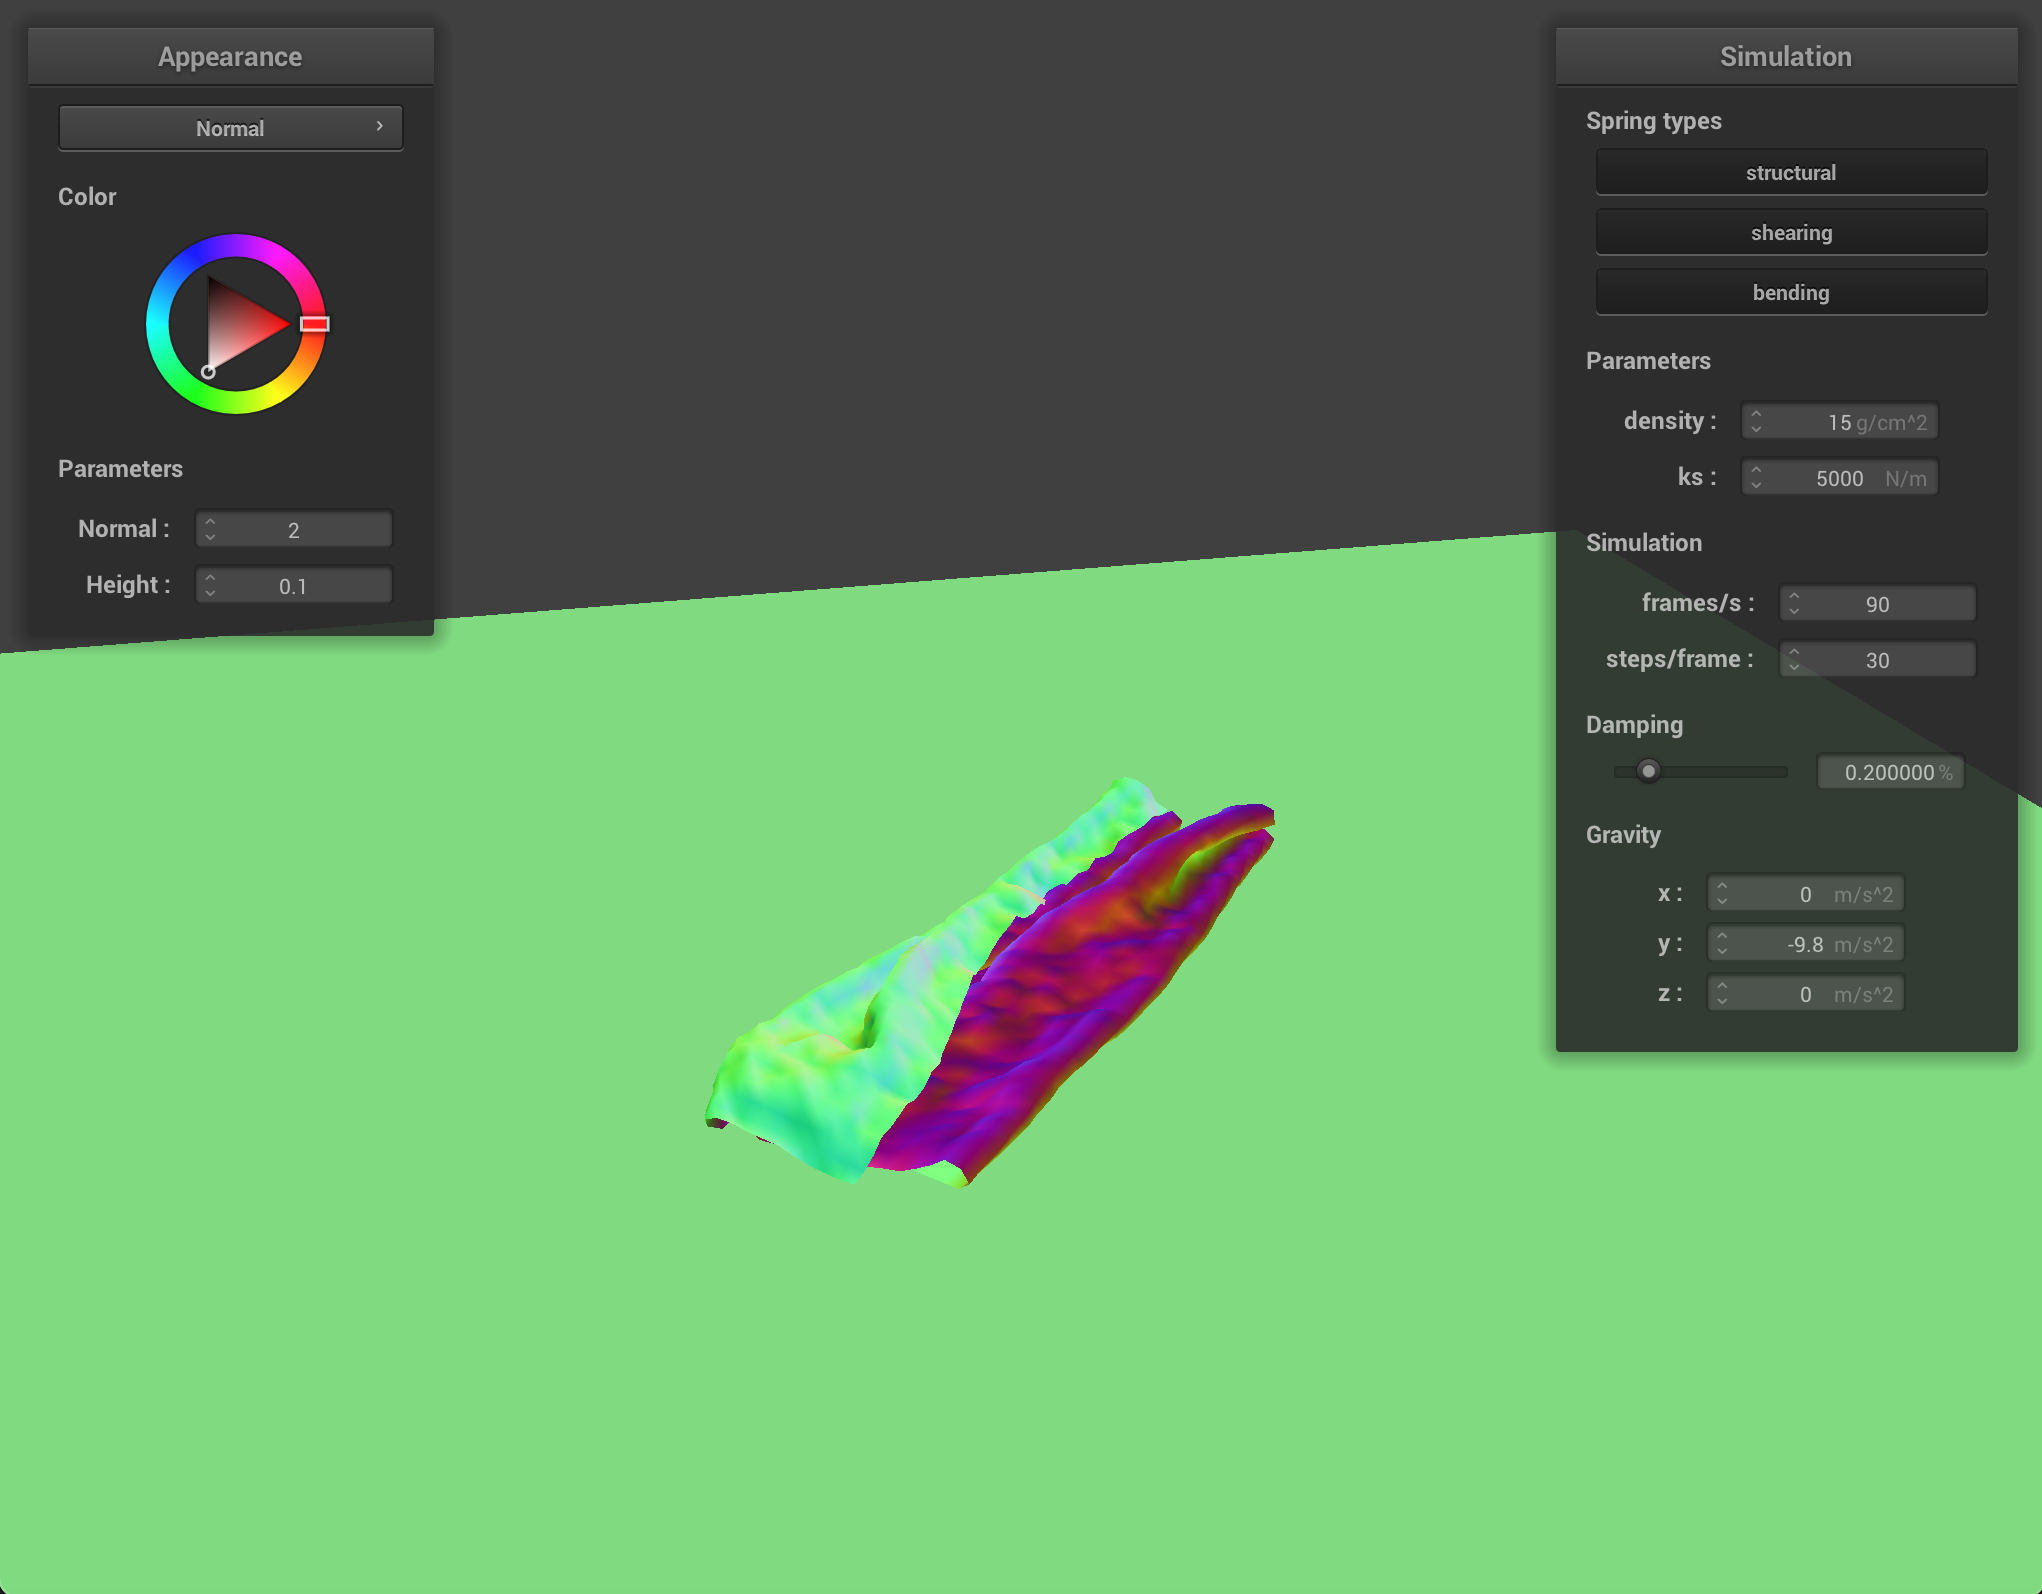 Appearance
Normal
Color
Parameters
Normal : 2
Height : 0.1
Simulation
Spring types
structural
shearing
bending
Parameters
density : 15 g/cm^2
ks : 5000 N/m
Simulation
frames/s : 90
steps/frame : 30
Damping
0.200000 %
Gravity
x : 0 m/s^2
y : -9.8 m/s^2
z : 0 m/s^2